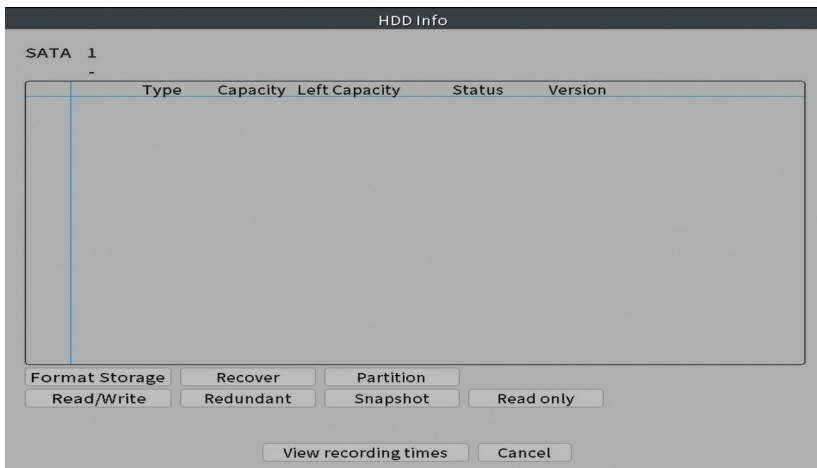 HDD Info
SATA 1
-
Type Capacity Left Capacity Status Version
Format Storage Recover Partition
Read/Write Redundant Snapshot Read only
View recording times Cancel